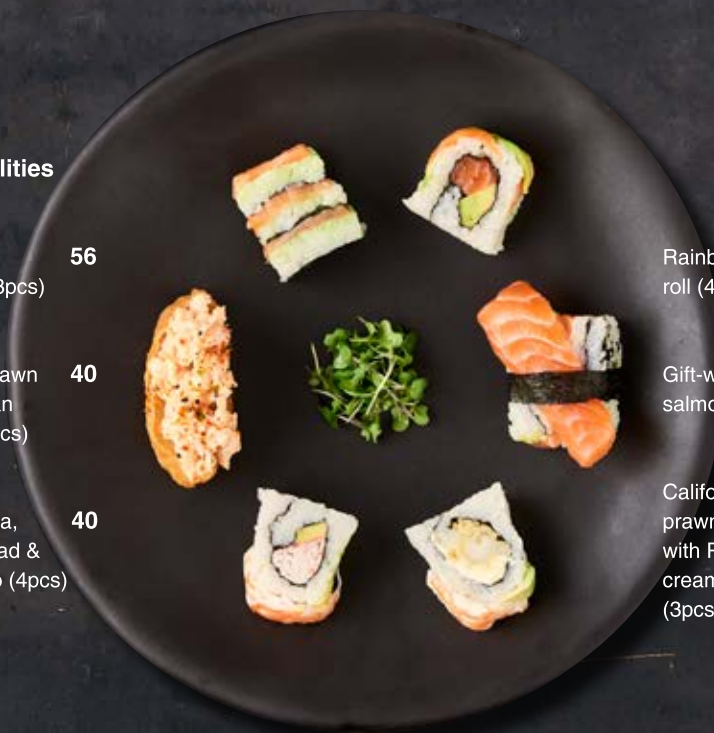 lities
56
3pcs)
awn 40
an
cs)
a, 40
ad &
o (4pcs)
Rainb
roll (4
Gift-w
salmo
Califo
prawn
with P
cream
(3pcs